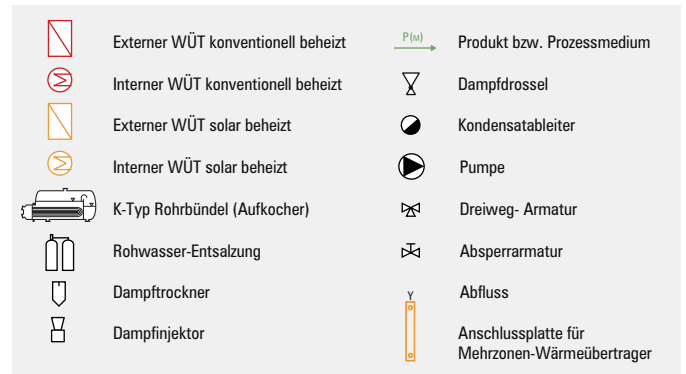 Externer WÜT konventionell beheizt
Interner WÜT konventionell beheizt
Externer WÜT solar beheizt
Interner WÜT solar beheizt
K-Typ Rohrbündel (Aufkocher)
Rohwasser-Entsalzung
Dampftrockner
Dampfinjektor
P(M)
Produkt bzw. Prozessmedium
Dampfdrossel
Kondensatableiter
Pumpe
Dreiweg- Armatur
Absperrarmatur
Y
Abfluss
Anschlussplatte für
Mehrzonen-Wärmeübertrager